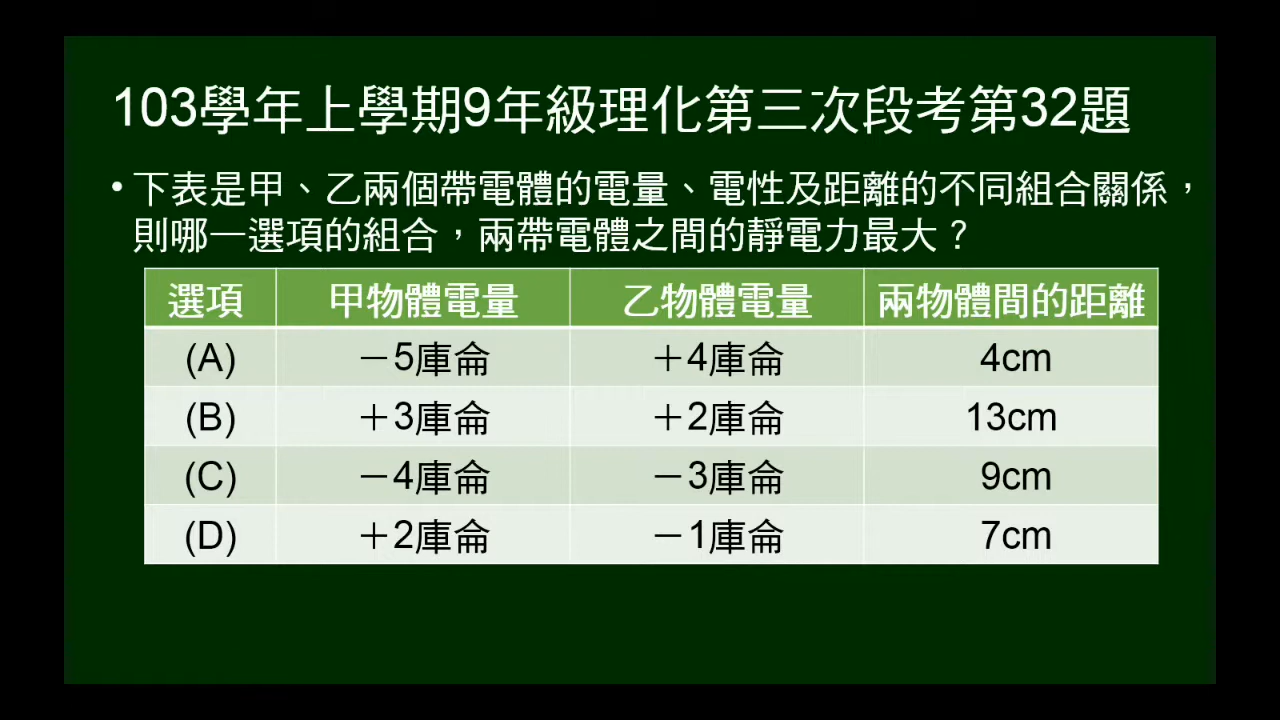 103學年上學期9年級理化第三次段考第32題
•下表是甲、乙兩個帶電體的電量、電性及距離的不同組合關係，
則哪一選項的組合，兩帶電體之間的靜電力最大？
選項 甲物體電量 乙物體電量 兩物體間的距離
(A) －5庫侖 ＋4庫侖 4cm
(B) ＋3庫侖 ＋2庫侖 13cm
(C) －4庫侖 －3庫侖 9cm
(D) ＋2庫侖 －1庫侖 7cm